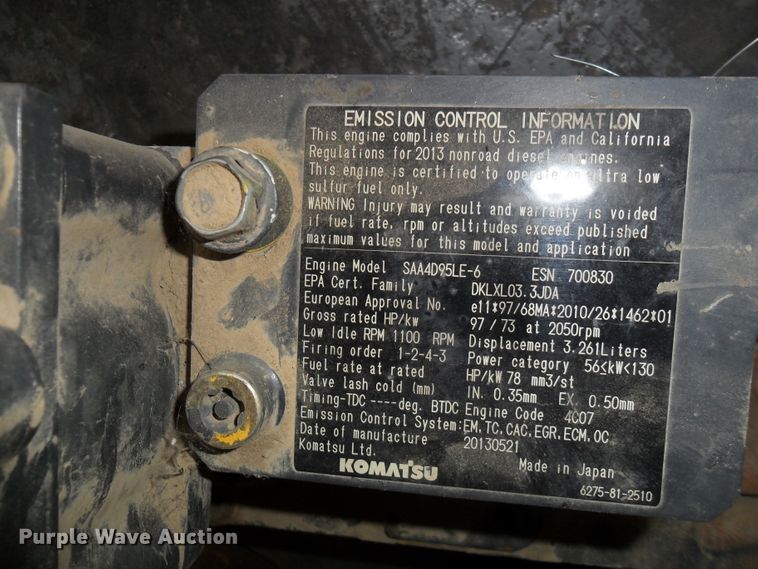 EMISSION CONTROL INFORMATION
This engine complies with U.S. EPA and California
Regulations for 2013 nonroad diesel engines.
This engine is certified to operate on ultra low
sulfur fuel only.
WARNING Injury may result and warranty is voided
if fuel rate, rpm or altitudes exceed published
maximum values for this model and application
Engine Model SAA4D95LE-6 ESN 700830
EPA Cert. Family DKLXL03.3JDA
European Approval No. e11*97/68MA*2010/26*1462*01
Gross rated HP/kw 97/73 at 2050rpm
Low Idle RPM 1100 RPM Displacement 3.261Liters
Firing order 1-2-4-3 Power category 56≤kW<130
Fuel rate at rated HP/kW 78 mm3/st
Valve lash cold (mm) IN. 0.35mm EX. 0.50mm
Timing-TDC ----deg. BTDC Engine Code 4C07
Emission Control System:EM,TC,CAC,EGR,ECM,OC
Date of manufacture 20130521
Komatsu Ltd.
KOMATSU Made in Japan
6275-81-2510
Purple Wave Auction